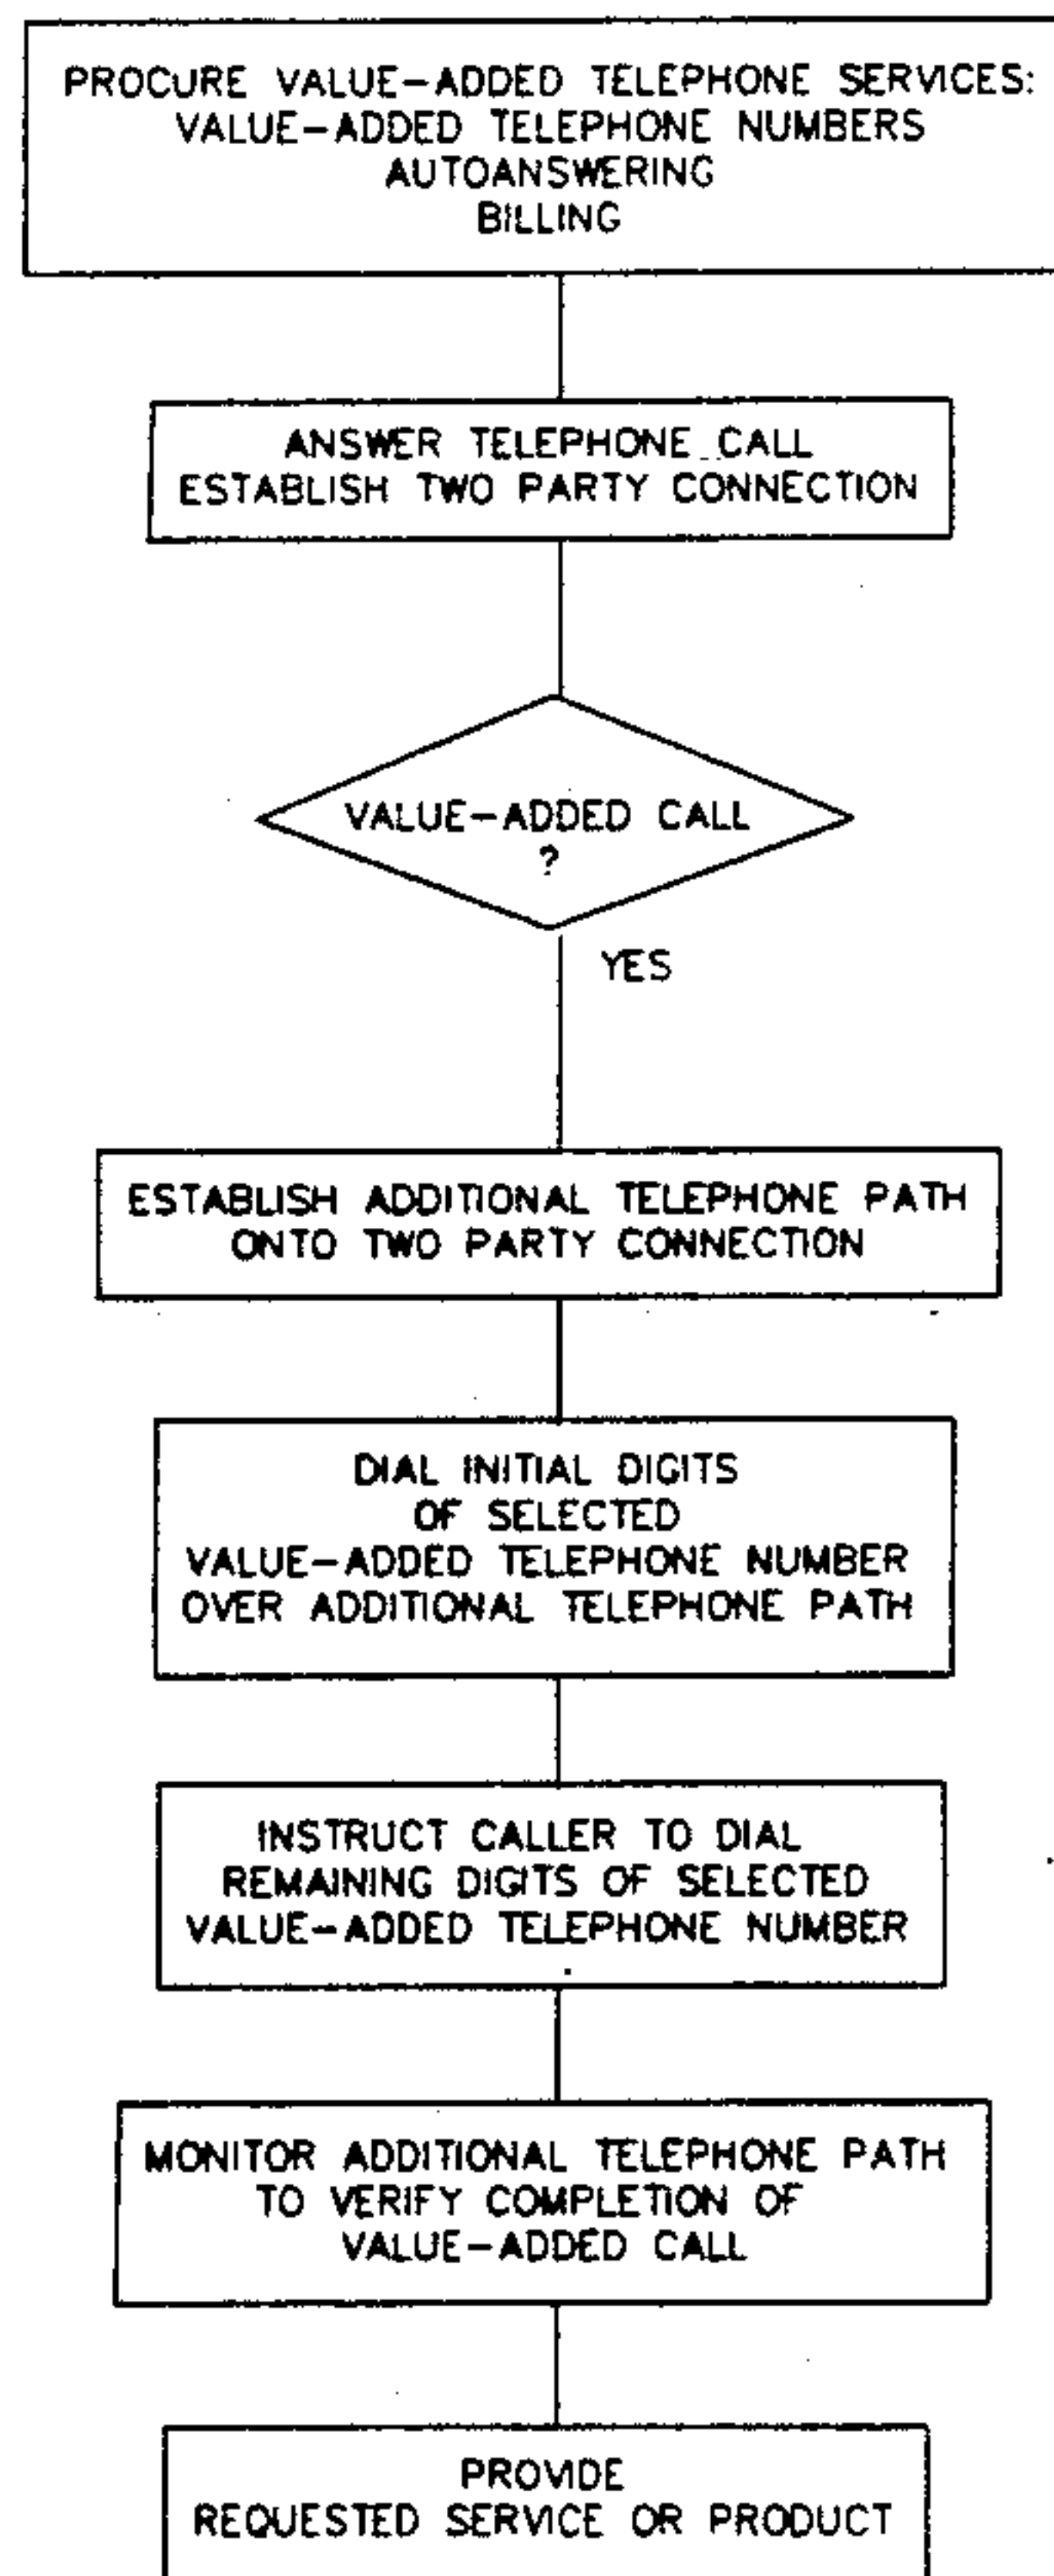 PROCURE VALUE-ADDED TELEPHONE SERVICES:
VALUE-ADDED TELEPHONE NUMBERS
AUTOANSWERING
BILLING
ANSWER TELEPHONE CALL
ESTABLISH TWO PARTY CONNECTION
VALUE-ADDED CALL
?
YES
ESTABLISH ADDITIONAL TELEPHONE PATH
ONTO TWO PARTY CONNECTION
DIAL INITIAL DIGITS
OF SELECTED
VALUE-ADDED TELEPHONE NUMBER
OVER ADDITIONAL TELEPHONE PATH
INSTRUCT CALLER TO DIAL
REMAINING DIGITS OF SELECTED
VALUE-ADDED TELEPHONE NUMBER
MONITOR ADDITIONAL TELEPHONE PATH
TO VERIFY COMPLETION OF
VALUE-ADDED CALL
PROVIDE
REQUESTED SERVICE OR PRODUCT